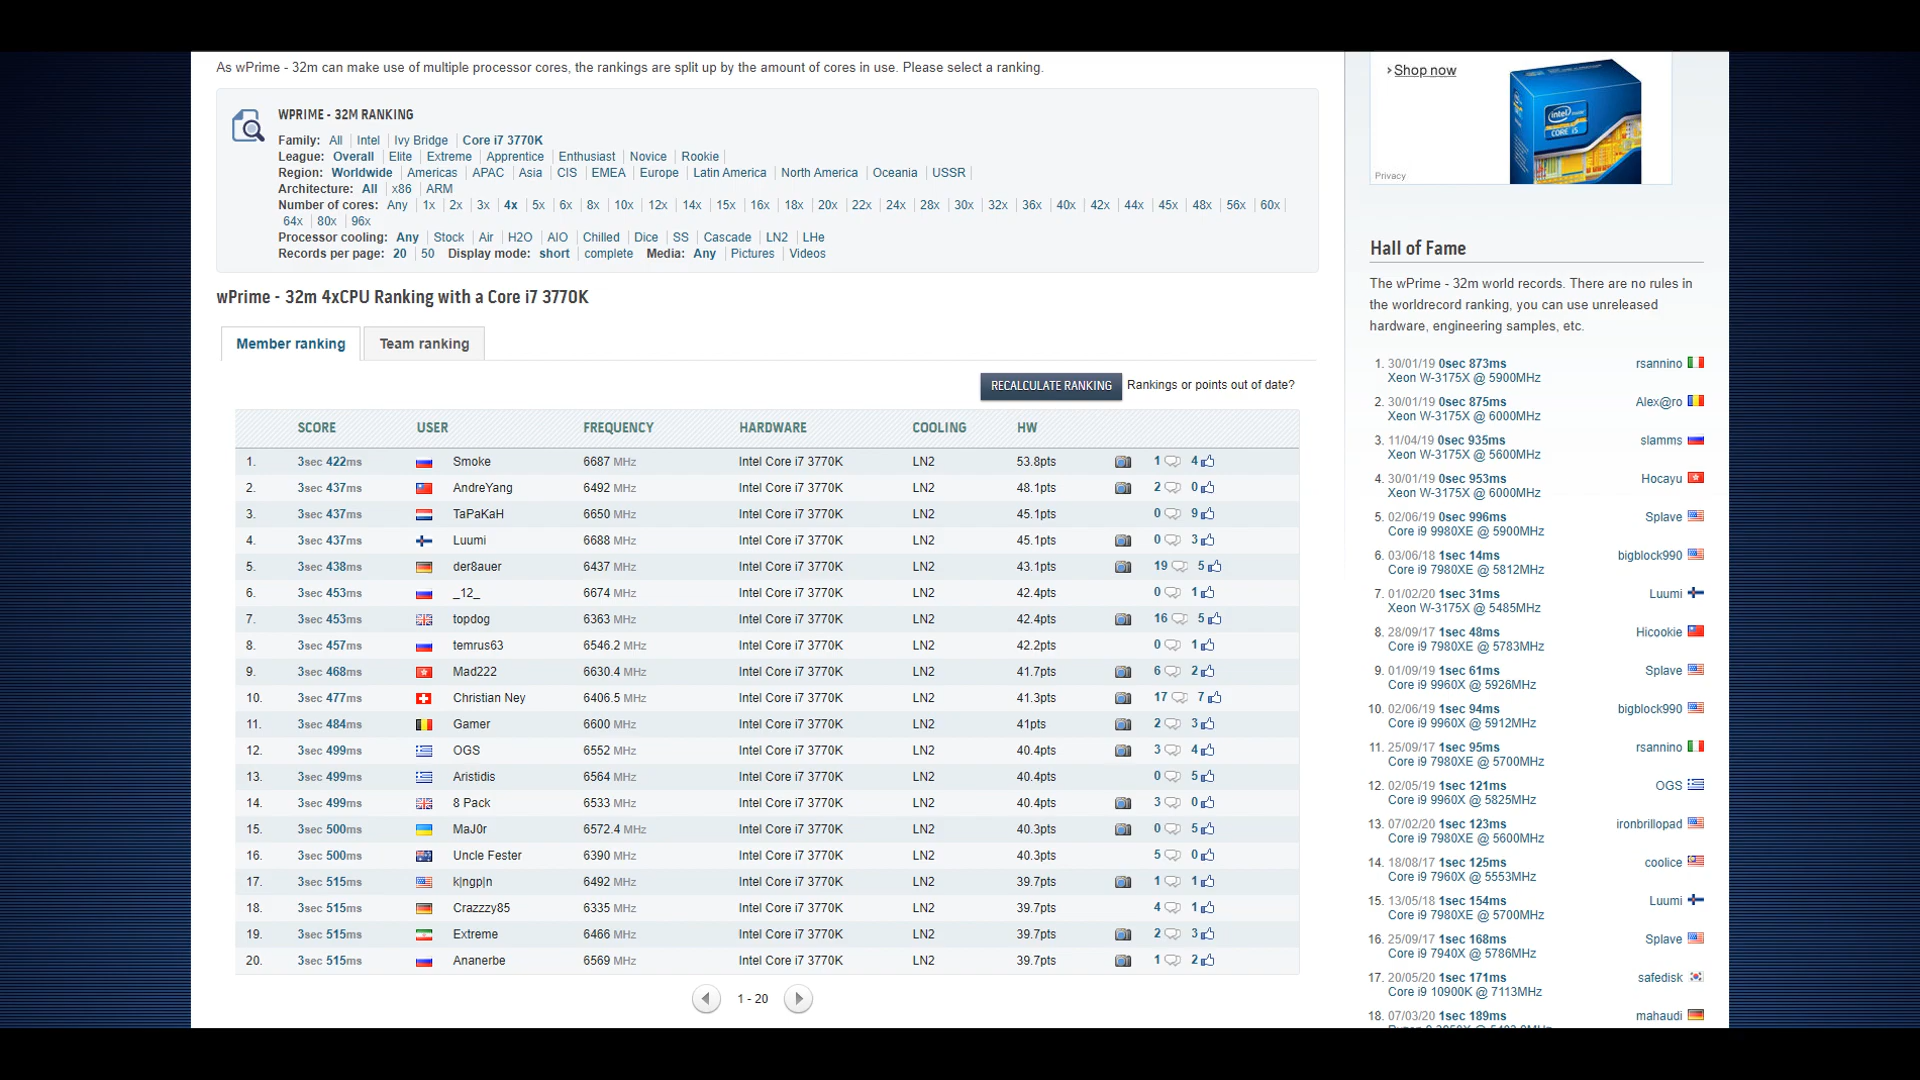 As wPrime - 32m can make use of multiple processor cores, the rankings are split up by the amount of cores in use. Please select a ranking.
WPRIME - 32M RANKING
Family: All Intel Ivy Bridge Core i7 3770K
League: Overall Elite Extreme Apprentice Enthusiast Novice Rookie
Region: Worldwide Americas APAC Asia CIS EMEA Europe Latin America North America Oceania USSR
Architecture: All x86 ARM
Number of cores: Any 1x 2x 3x 4x 5x 6x 8x 10x 12x 14x 15x 16x 18x 20x 22x 24x 28x 30x 32x 36x 40x 42x 44x 45x 48x 56x 60x
64x 80x 96x
Processor cooling: Any Stock Air H2O AIO Chilled Dice SS Cascade LN2 LHe
Records per page: 20 50 Display mode: short complete Media: Any Pictures Videos
wPrime - 32m 4xCPU Ranking with a Core i7 3770K
Member ranking Team ranking
RECALCULATE RANKING Rankings or points out of date?
SCORE USER FREQUENCY HARDWARE COOLING HW
1. 3sec 422ms Smoke 6687 MHz Intel Core i7 3770K LN2 53.8pts 1 4
2. 3sec 437ms AndreYang 6492 MHz Intel Core i7 3770K LN2 48.1pts 2 0
3. 3sec 437ms TaPaKaH 6650 MHz Intel Core i7 3770K LN2 45.1pts 0 9
4. 3sec 437ms Luumi 6688 MHz Intel Core i7 3770K LN2 45.1pts 0 3
5. 3sec 438ms der8auer 6437 MHz Intel Core i7 3770K LN2 43.1pts 19 5
6. 3sec 453ms _12_ 6674 MHz Intel Core i7 3770K LN2 42.4pts 0 1
7. 3sec 453ms topdog 6363 MHz Intel Core i7 3770K LN2 42.4pts 16 5
8. 3sec 457ms temrus63 6546.2 MHz Intel Core i7 3770K LN2 42.2pts 0 1
9. 3sec 468ms Mad222 6630.4 MHz Intel Core i7 3770K LN2 41.7pts 6 2
10. 3sec 477ms Christian Ney 6406.5 MHz Intel Core i7 3770K LN2 41.3pts 17 7
11. 3sec 484ms Gamer 6600 MHz Intel Core i7 3770K LN2 41pts 2 3
12. 3sec 499ms OGS 6552 MHz Intel Core i7 3770K LN2 40.4pts 3 4
13. 3sec 499ms Aristidis 6564 MHz Intel Core i7 3770K LN2 40.4pts 0 5
14. 3sec 499ms 8 Pack 6533 MHz Intel Core i7 3770K LN2 40.4pts 3 0
15. 3sec 500ms MaJ0r 6572.4 MHz Intel Core i7 3770K LN2 40.3pts 0 5
16. 3sec 500ms Uncle Fester 6390 MHz Intel Core i7 3770K LN2 40.3pts 5 0
17. 3sec 515ms k|ngp|n 6492 MHz Intel Core i7 3770K LN2 39.7pts 1 1
18. 3sec 515ms Crazzzy85 6335 MHz Intel Core i7 3770K LN2 39.7pts 4 1
19. 3sec 515ms Extreme 6466 MHz Intel Core i7 3770K LN2 39.7pts 2 3
20. 3sec 515ms Ananerbe 6569 MHz Intel Core i7 3770K LN2 39.7pts 1 2
1 - 20
› Shop now
intel
CORE i5
Privacy
Hall of Fame
The wPrime - 32m world records. There are no rules in
the worldrecord ranking, you can use unreleased
hardware, engineering samples, etc.
1. 30/01/19 0sec 873ms rsannino
Xeon W-3175X @ 5900MHz
2. 30/01/19 0sec 875ms Alex@ro
Xeon W-3175X @ 6000MHz
3. 11/04/19 0sec 935ms slamms
Xeon W-3175X @ 5600MHz
4. 30/01/19 0sec 953ms Hocayu
Xeon W-3175X @ 6000MHz
5. 02/06/19 0sec 996ms Splave
Core i9 9980XE @ 5900MHz
6. 03/06/18 1sec 14ms bigblock990
Core i9 7980XE @ 5812MHz
7. 01/02/20 1sec 31ms Luumi
Xeon W-3175X @ 5485MHz
8. 28/09/17 1sec 48ms Hicookie
Core i9 7980XE @ 5783MHz
9. 01/09/19 1sec 61ms Splave
Core i9 9960X @ 5926MHz
10. 02/06/19 1sec 94ms bigblock990
Core i9 9960X @ 5912MHz
11. 25/09/17 1sec 95ms rsannino
Core i9 7980XE @ 5700MHz
12. 02/05/19 1sec 121ms OGS
Core i9 9960X @ 5825MHz
13. 07/02/20 1sec 123ms ironbrillopad
Core i9 7980XE @ 5600MHz
14. 18/08/17 1sec 125ms coolice
Core i9 7960X @ 5553MHz
15. 13/05/18 1sec 154ms Luumi
Core i9 7980XE @ 5700MHz
16. 25/09/17 1sec 168ms Splave
Core i9 7940X @ 5786MHz
17. 20/05/20 1sec 171ms safedisk
Core i9 10900K @ 7113MHz
18. 07/03/20 1sec 189ms mahaudi